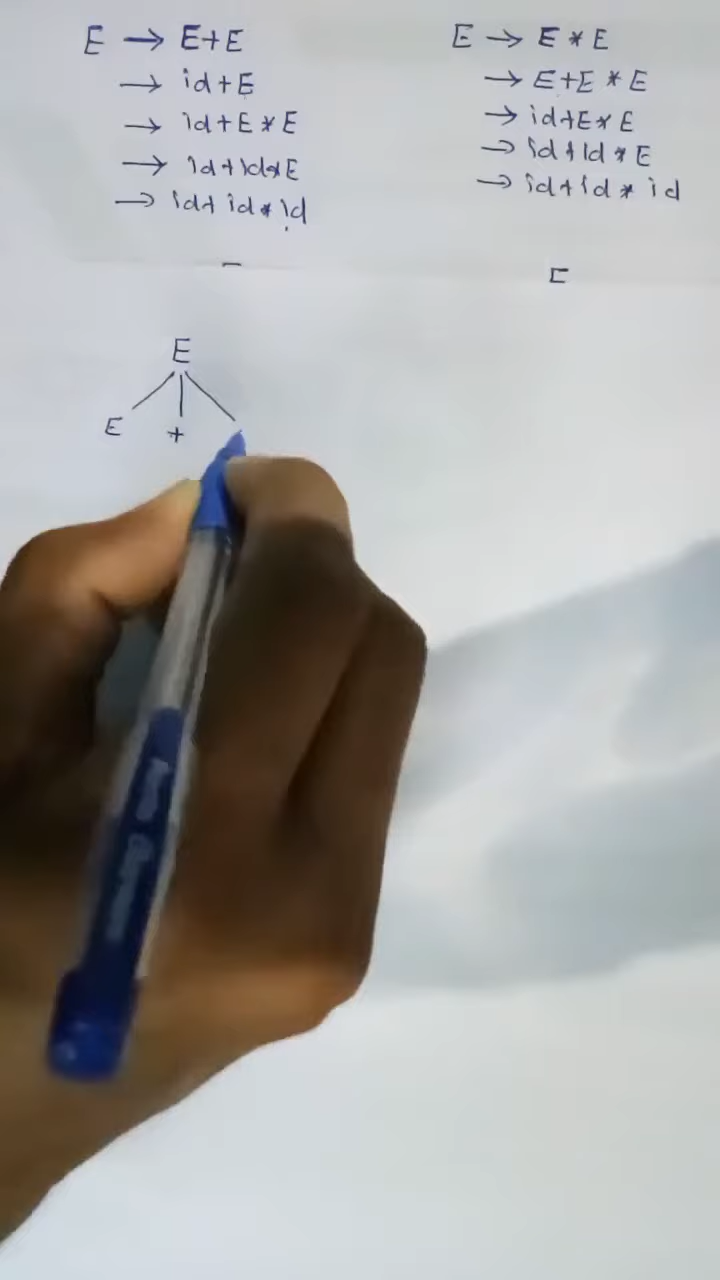 E → E+E
→ id+E
→ id+E*E
→ id+id*E
→ id+id*id
E → E*E
→ E+E*E
→ id+E*E
→ id+id*E
→ id+id*id
E
E +